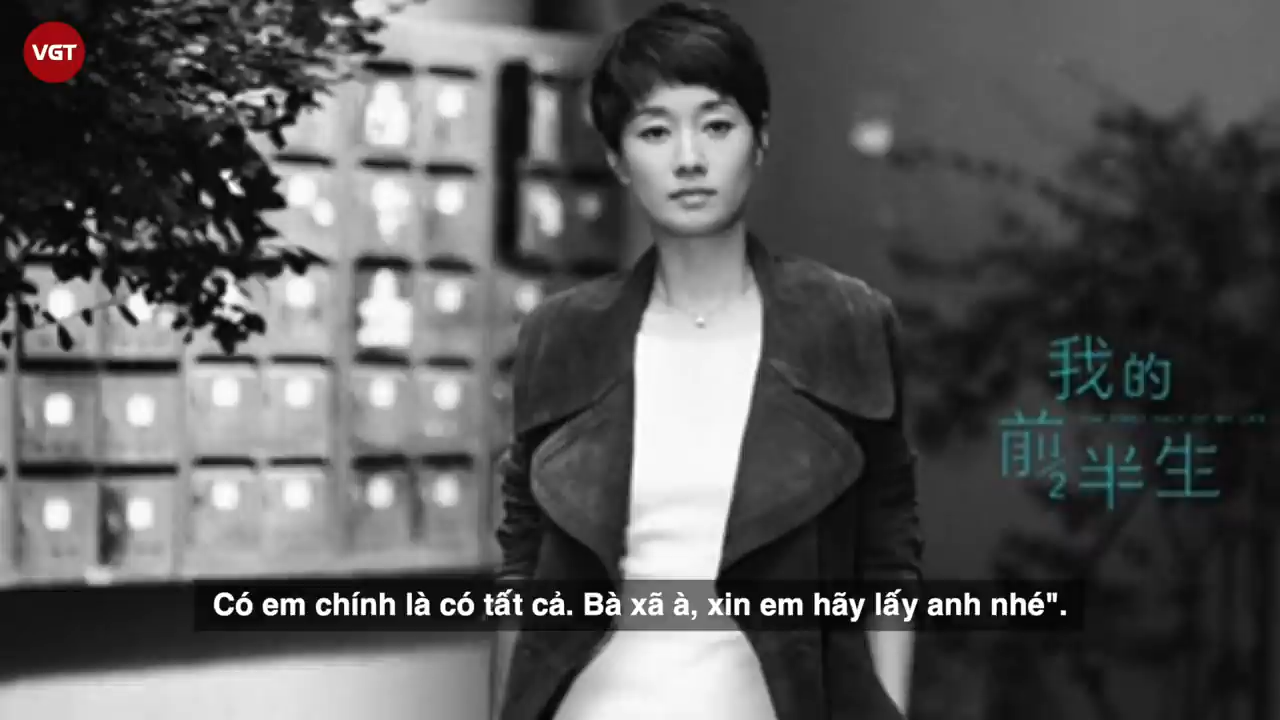 VGT
我的
前半生
2
Có em chính là có tất cả. Bà xã à, xin em hãy lấy anh nhé".